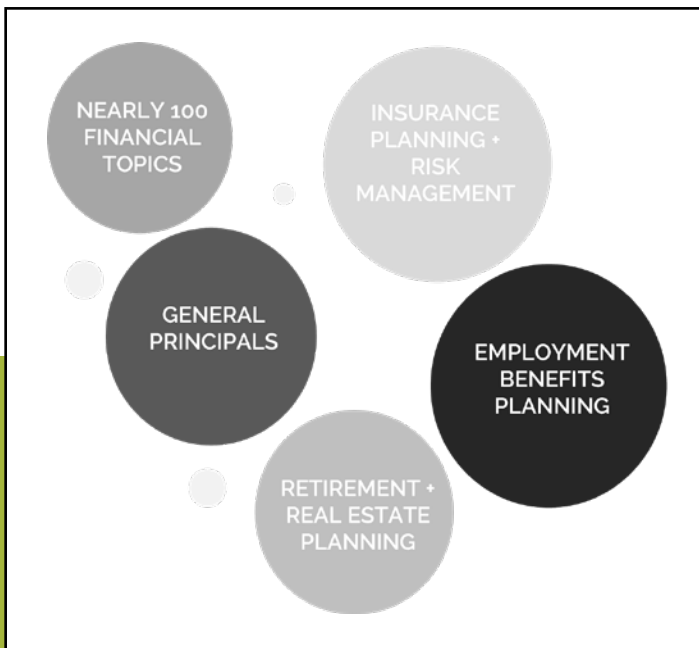 NEARLY 100
FINANCIAL
TOPICS
INSURANCE
PLANNING +
RISK
MANAGEMENT
GENERAL
PRINCIPALS
EMPLOYMENT
BENEFITS
PLANNING
RETIREMENT +
REAL ESTATE
PLANNING